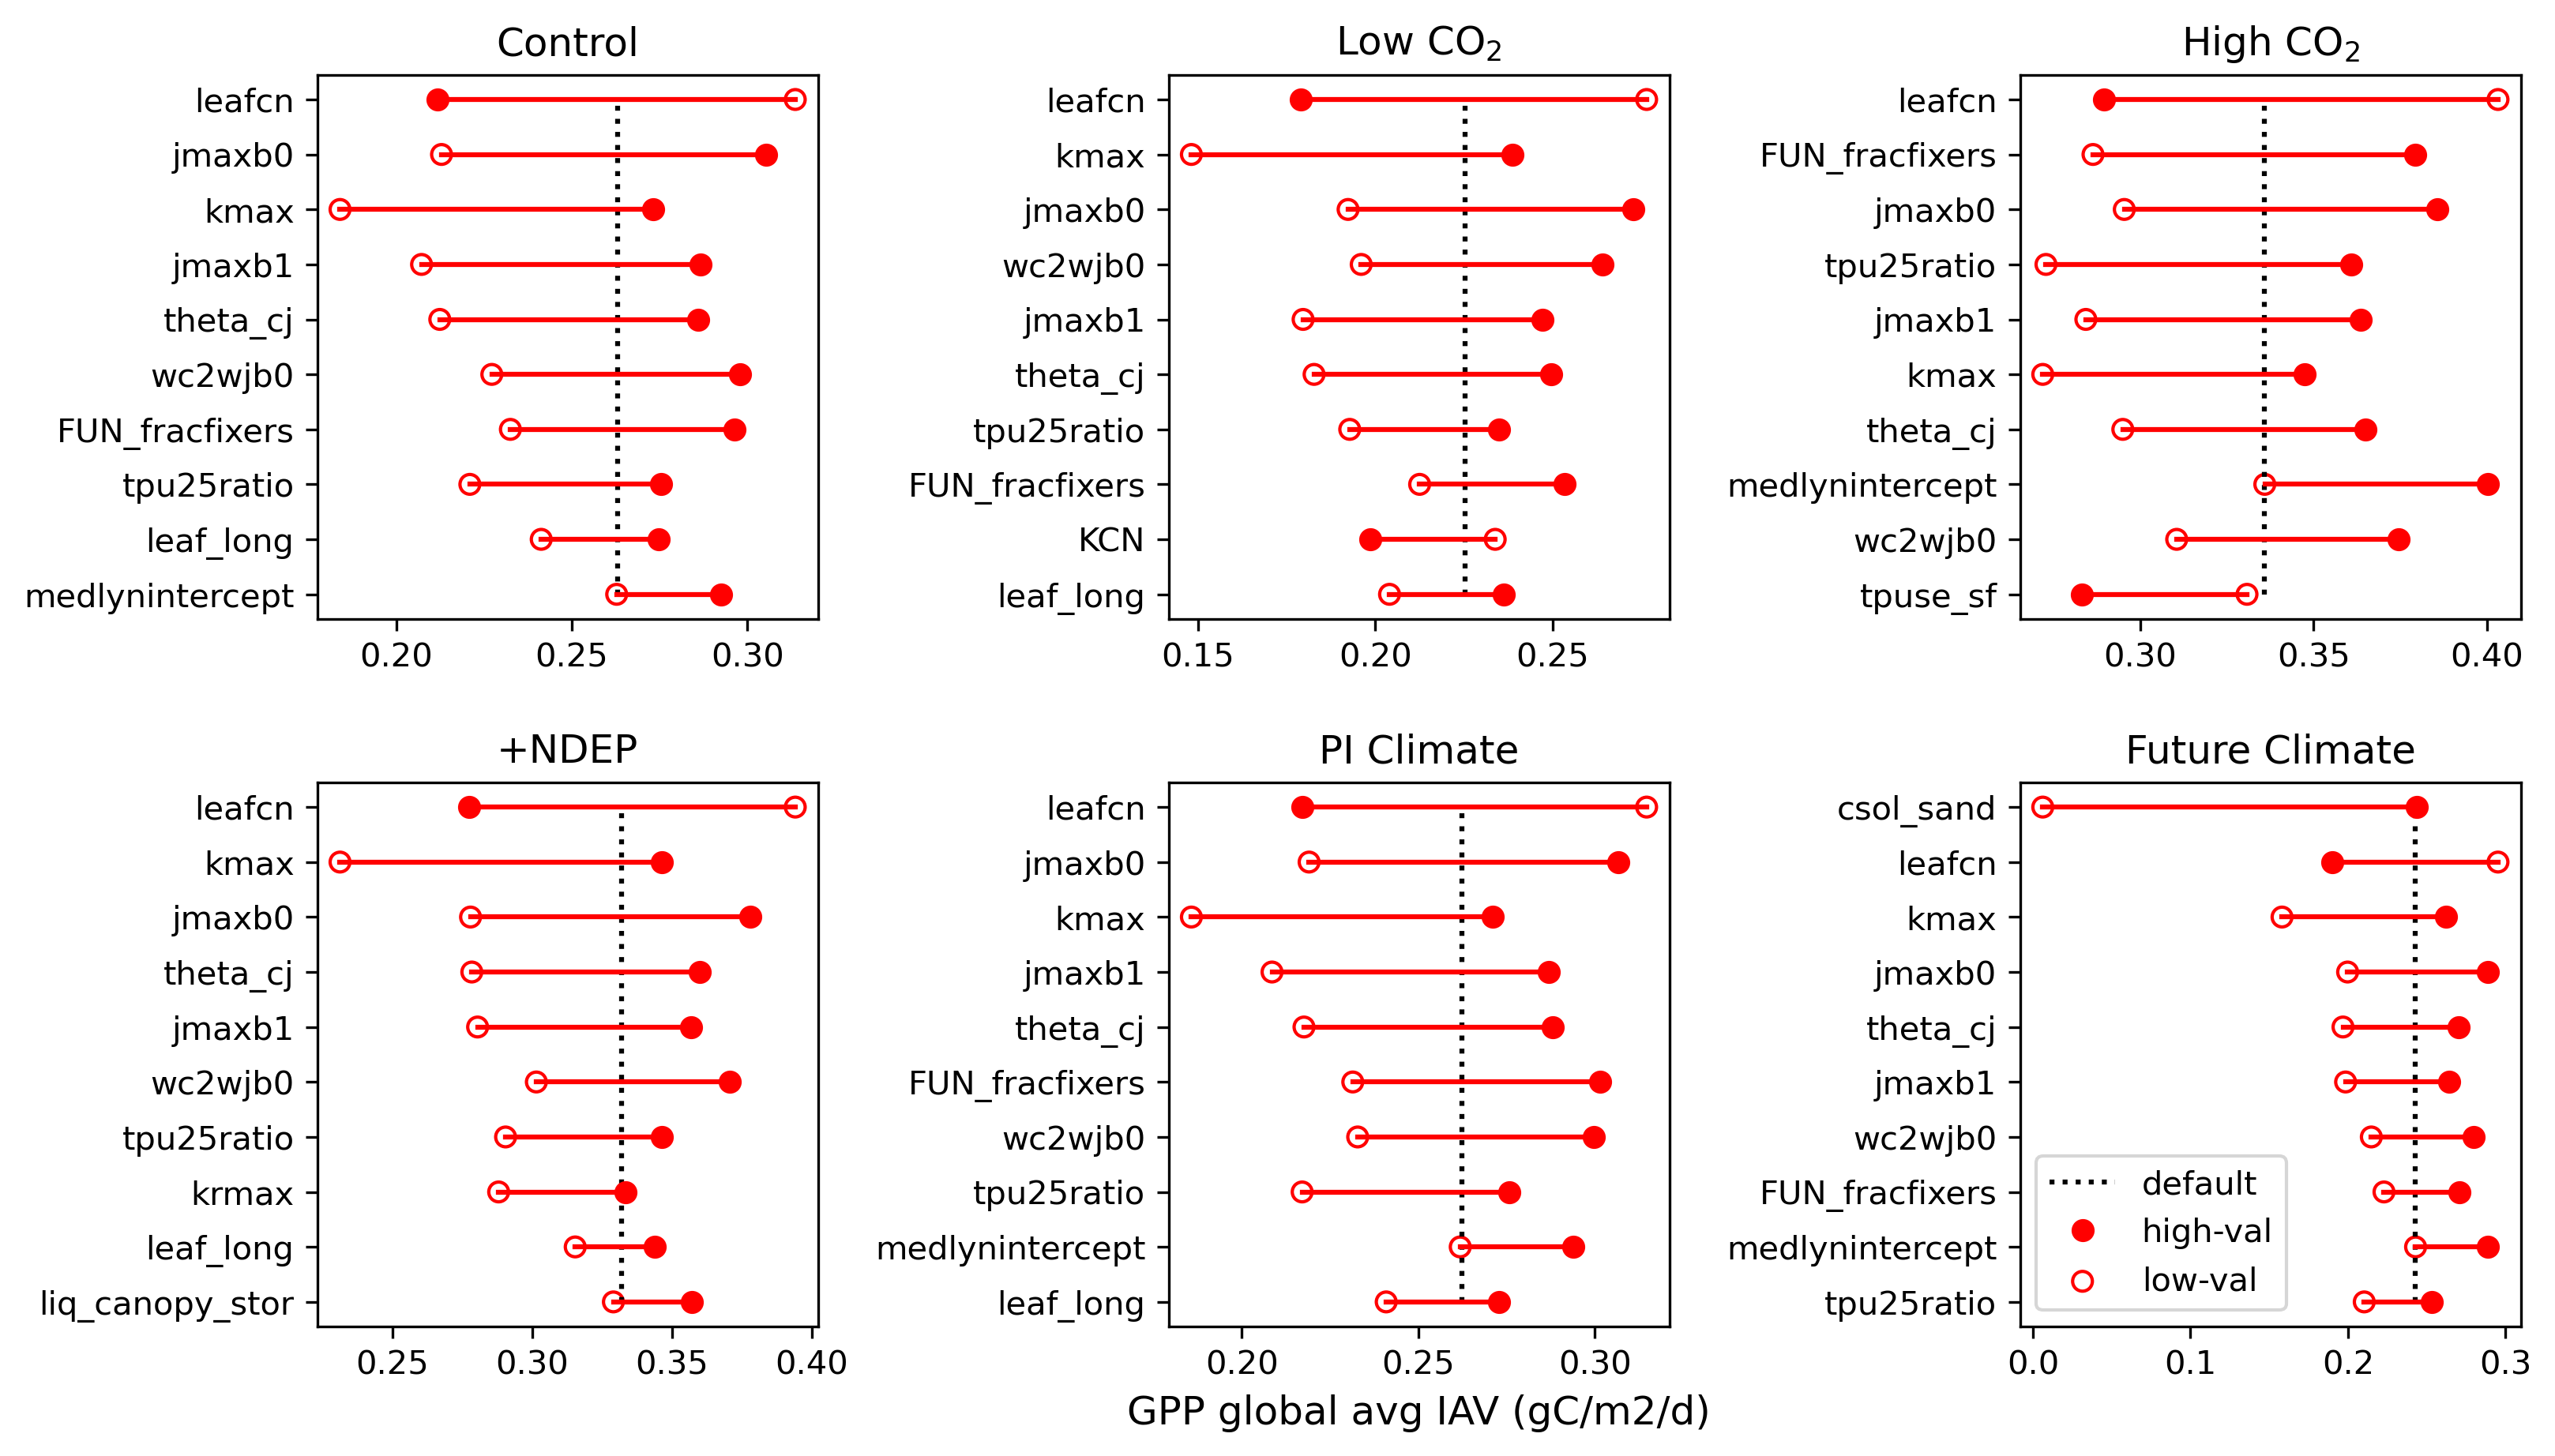 Control
leafcn
jmaxb0
kmax
jmaxb1
theta_cj
wc2wjb0
FUN_fracfixers
tpu25ratio
leaf_long
medlynintercept
0.20 0.25 0.30
Low CO₂
leafcn
kmax
jmaxb0
wc2wjb0
jmaxb1
theta_cj
tpu25ratio
FUN_fracfixers
KCN
leaf_long
0.15 0.20 0.25
High CO₂
leafcn
FUN_fracfixers
jmaxb0
tpu25ratio
jmaxb1
kmax
theta_cj
medlynintercept
wc2wjb0
tpuse_sf
0.30 0.35 0.40
+NDEP
leafcn
kmax
jmaxb0
theta_cj
jmaxb1
wc2wjb0
tpu25ratio
krmax
leaf_long
liq_canopy_stor
0.25 0.30 0.35 0.40
PI Climate
leafcn
jmaxb0
kmax
jmaxb1
theta_cj
FUN_fracfixers
wc2wjb0
tpu25ratio
medlynintercept
leaf_long
0.20 0.25 0.30
GPP global avg IAV (gC/m2/d)
Future Climate
csol_sand
leafcn
kmax
jmaxb0
theta_cj
jmaxb1
wc2wjb0
FUN_fracfixers
medlynintercept
tpu25ratio
default
high-val
low-val
0.0 0.1 0.2 0.3